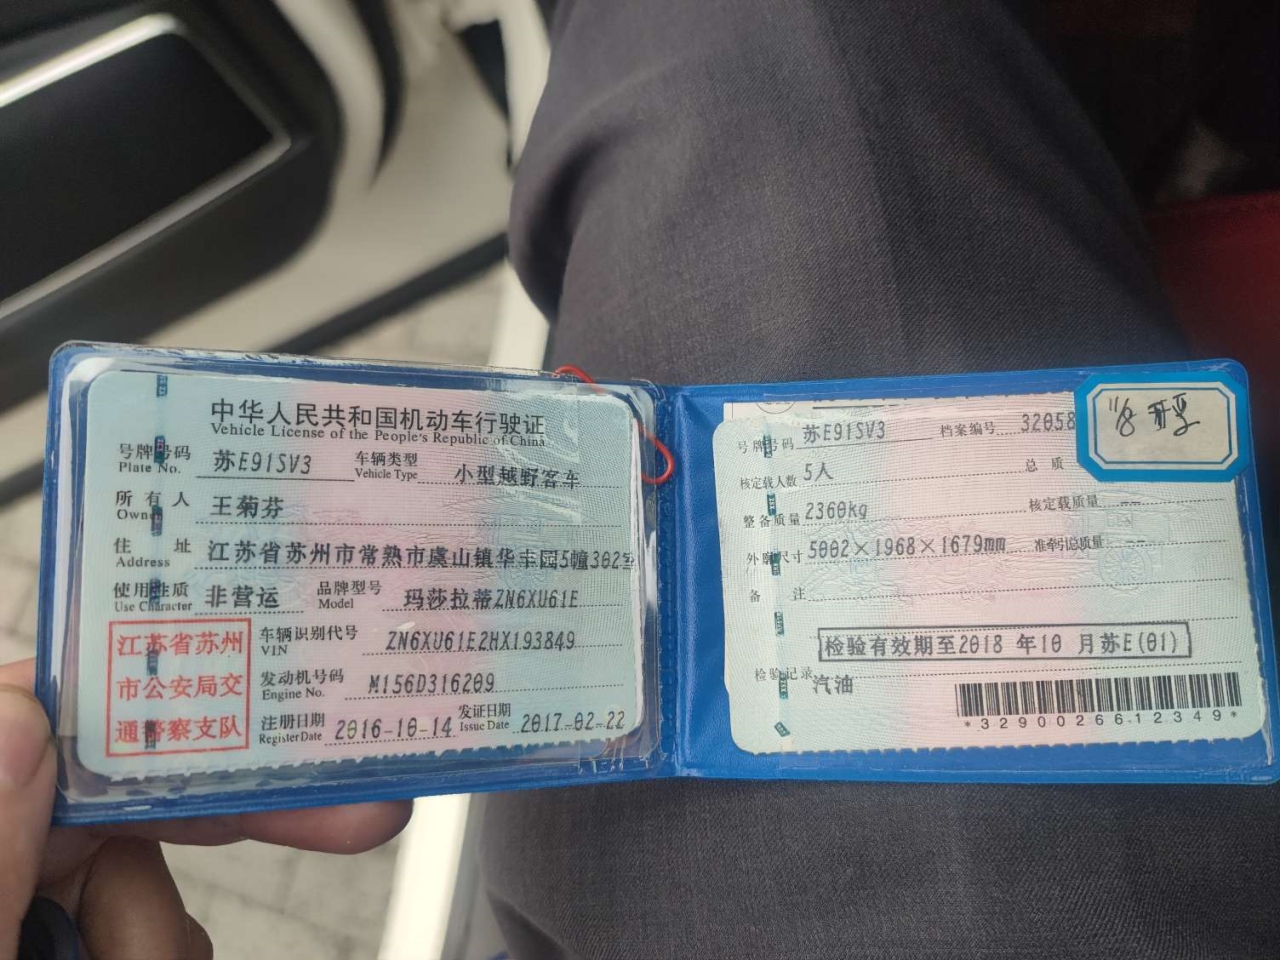 中华人民共和国机动车行驶证
Vehicle License of the People's Republic of China
号牌号码 苏E91SV3 车辆类型 小型越野客车
Plate No. Vehicle Type
所有人 王菊芬
Owner
住址 江苏省苏州市常熟市虞山镇华丰园5幢302室
Address
使用性质 非营运 品牌型号 玛莎拉蒂ZN6XU61E
Use Character Model
江苏省苏州
市公安局交
通警察支队
车辆识别代号 ZN6XU61E2HX193849
VIN
发动机号码 M156D316209
Engine No.
注册日期 2016-10-14 发证日期 2017-02-22
Register Date Issue Date
号牌号码 苏E91SV3 档案编号 32058
核定载人数 5人 总质
整备质量 2360kg 核定载质量 --
外廓尺寸 5002×1968×1679mm 准牵引总质量 --
备注
检验有效期至2018 年10 月苏E(01)
检验记录 汽油
*3290026612349*